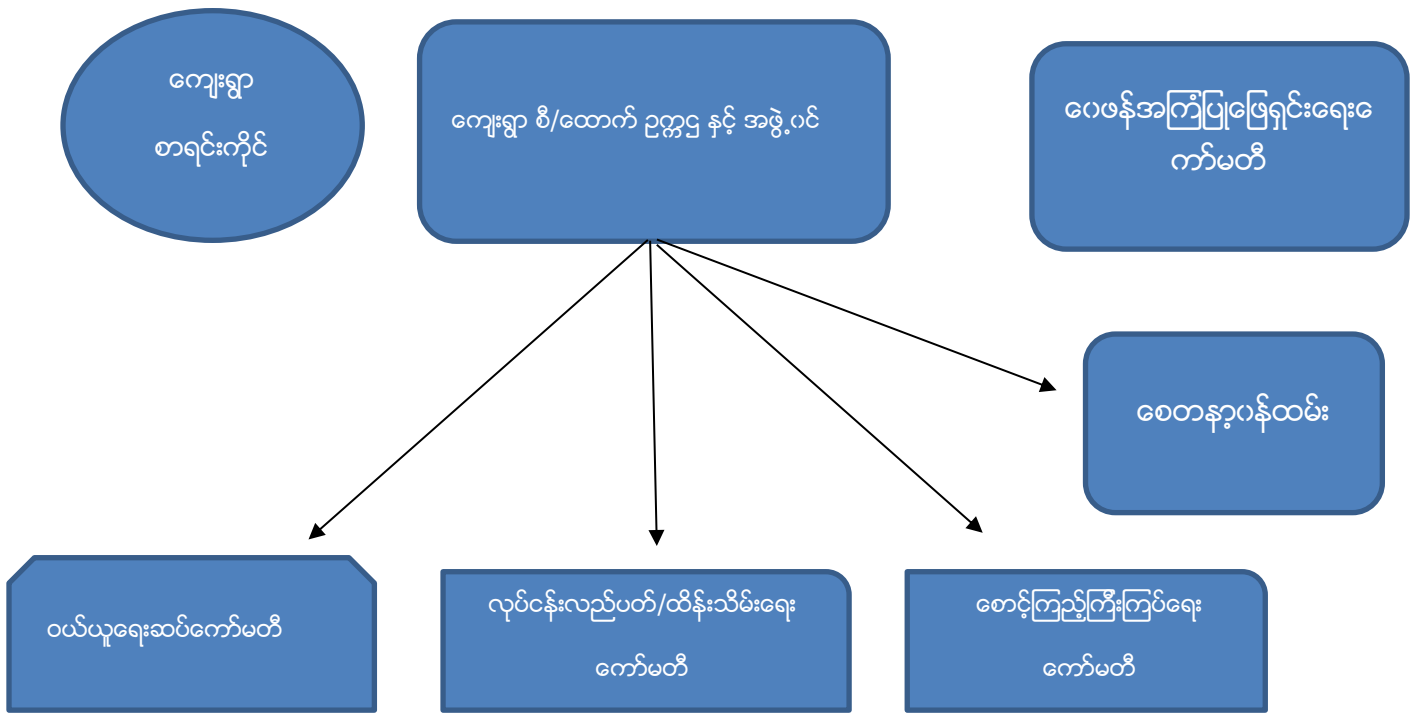 ကျေးရွာ
စာရင်းကိုင်
ကျေးရွာ စီ/ထောက် ဥက္ကဌ နှင့် အဖွဲ့ဝင်
ဝေဖန်အကြံပြုဖြေရှင်းရေးေ
ကာ်မတီ
စေတနာ့ဝန်ထမ်း
ဝယ်ယူရေးဆပ်ကော်မတီ
လုပ်ငန်းလည်ပတ်/ထိန်းသိမ်းရေး
ကော်မတီ
စောင့်ကြည့်ကြီးကြပ်ရေး
ကော်မတီ